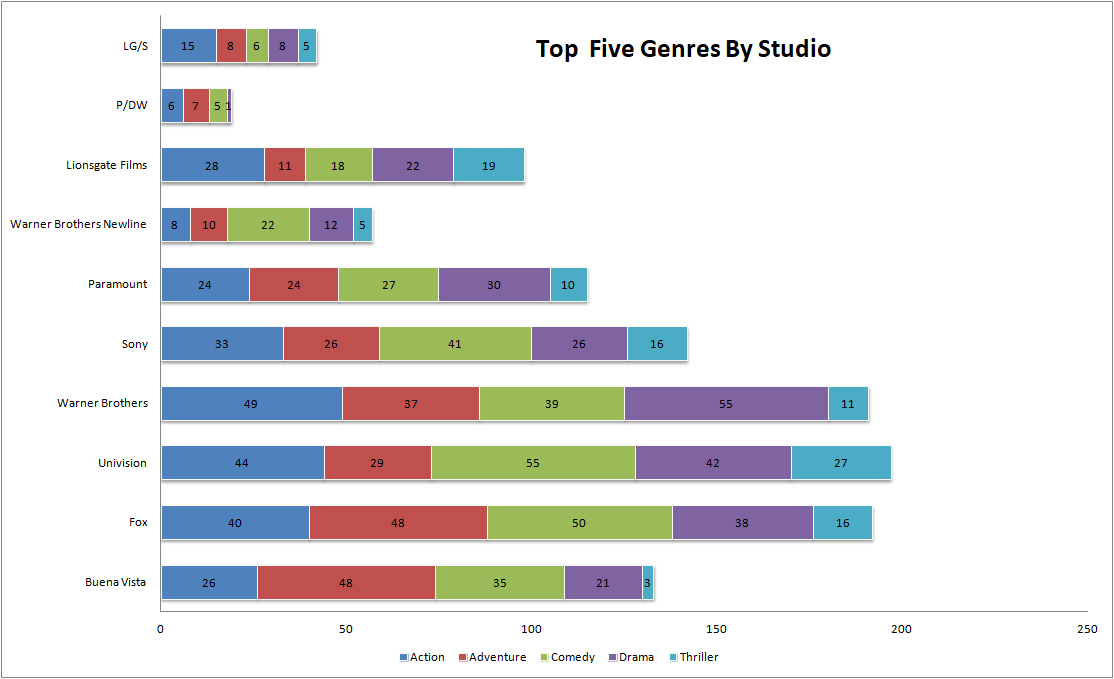 Top Five Genres By Studio
LG/S 15 8 6 8 5
P/DW 6 7 5 1
Lionsgate Films 28 11 18 22 19
Warner Brothers Newline 8 10 22 12 5
Paramount 24 24 27 30 10
Sony 33 26 41 26 16
Warner Brothers 49 37 39 55 11
Univision 44 29 55 42 27
Fox 40 48 50 38 16
Buena Vista 26 48 35 21 3
0 50 100 150 200 250
Action Adventure Comedy Drama Thriller